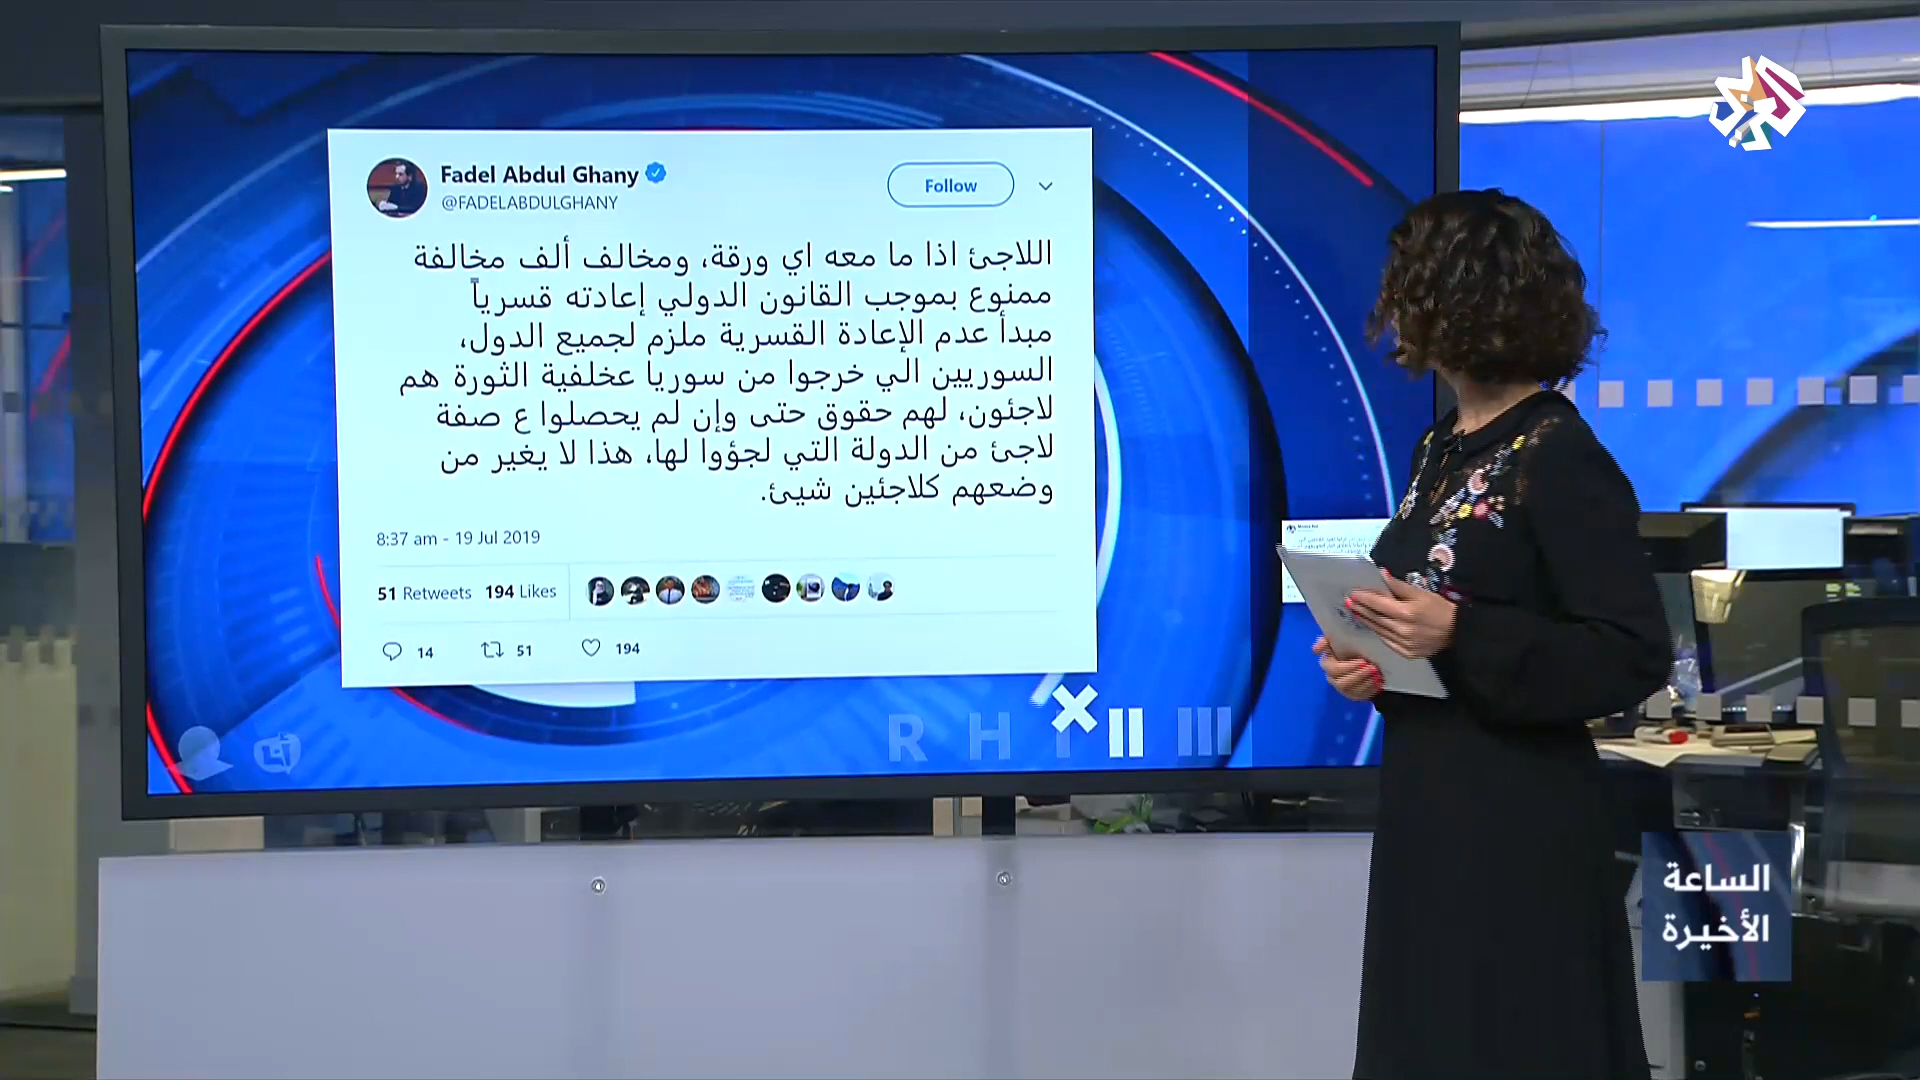 Fadel Abdul Ghany
@FADELABDULGHANY
Follow
اللاجئ اذا ما معه اي ورقة، ومخالف ألف مخالفة
ممنوع بموجب القانون الدولي إعادته قسرياً
مبدأ عدم الإعادة القسرية ملزم لجميع الدول،
السوريين الي خرجوا من سوريا عخلفية الثورة هم
لاجئون، لهم حقوق حتى وإن لم يحصلوا ع صفة
لاجئ من الدولة التي لجؤوا لها، هذا لا يغير من
وضعهم كلاجئين شيئ.
8:37 am - 19 Jul 2019
51 Retweets 194 Likes
14 51 194
R H I II III
الساعة
الأخيرة